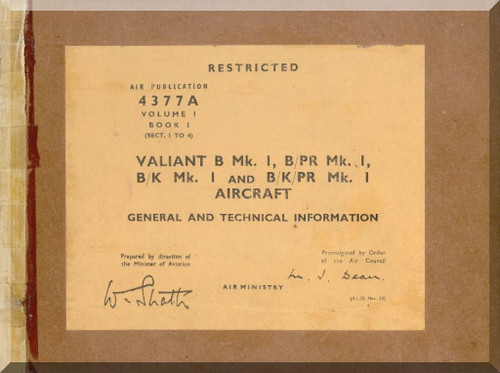 RESTRICTED
AIR PUBLICATION
4377A
VOLUME I
BOOK I
(SECT. 1 TO 4)
VALIANT B Mk. I, B/PR Mk. I,
B/K Mk. I AND B/K/PR Mk. I
AIRCRAFT
GENERAL AND TECHNICAL INFORMATION
Prepared by direction of
the Minister of Aviation
Promulgated by Order
of the Air Council
M. J. Dean
AIR MINISTRY